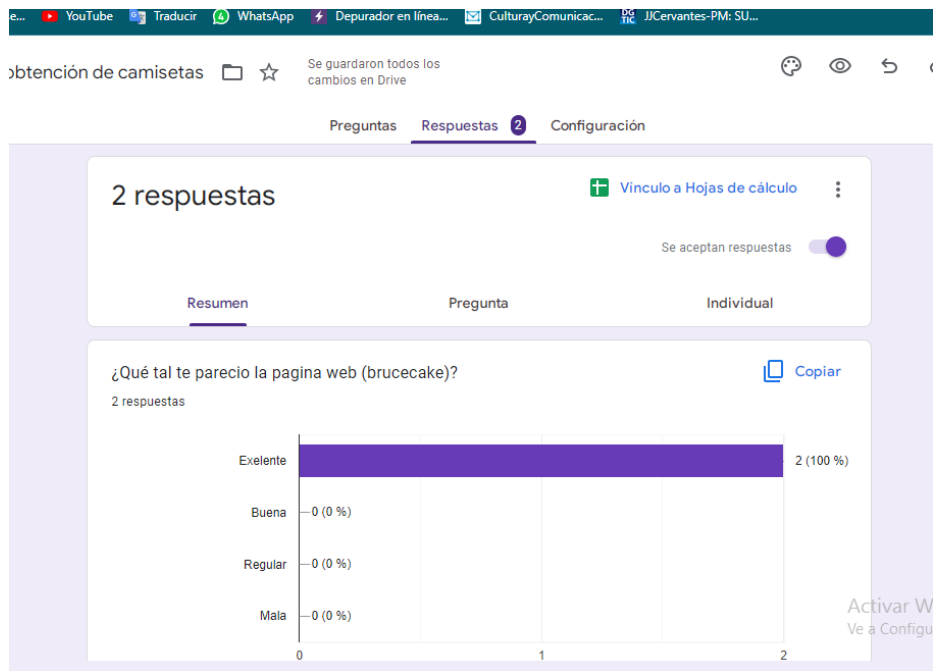 e... YouTube Traducir WhatsApp Depurador en línea... CulturayComunicac... DG TIC JJCervantes-PM: SU...
obtención de camisetas Se guardaron todos los cambios en Drive
Preguntas Respuestas 2 Configuración
2 respuestas Vínculo a Hojas de cálculo
Se aceptan respuestas
Resumen Pregunta Individual
¿Qué tal te parecio la pagina web (brucecake)? Copiar
2 respuestas
Exelente 2 (100 %)
Buena 0 (0 %)
Regular 0 (0 %)
Mala 0 (0 %)
Activar W
Ve a Configu
0 1 2